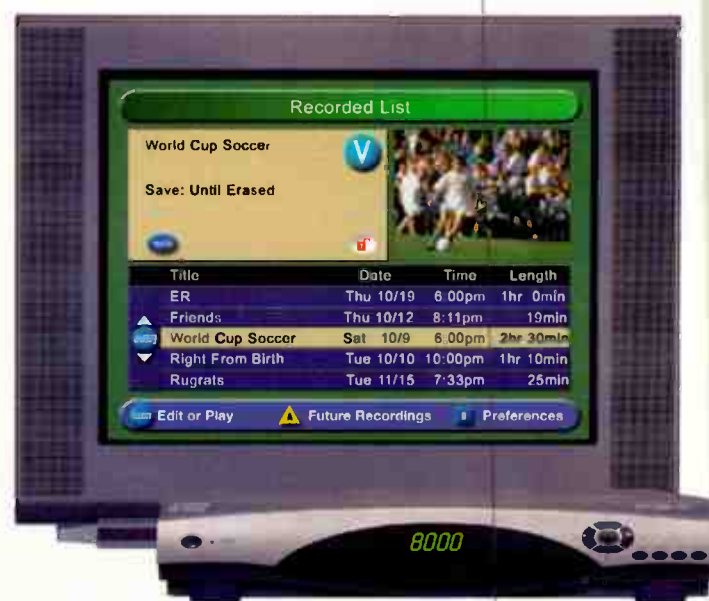 Recorded List
World Cup Soccer
V
Save: Until Erased
Title Date Time Length
ER Thu 10/19 6:00pm 1hr 0min
Friends Thu 10/12 8:11pm 19min
World Cup Soccer Sat 10/9 6:00pm 2hr 30min
Right From Birth Tue 10/10 10:00pm 1hr 10min
Rugrats Tue 11/15 7:33pm 25min
Edit or Play A Future Recordings Preferences
8000